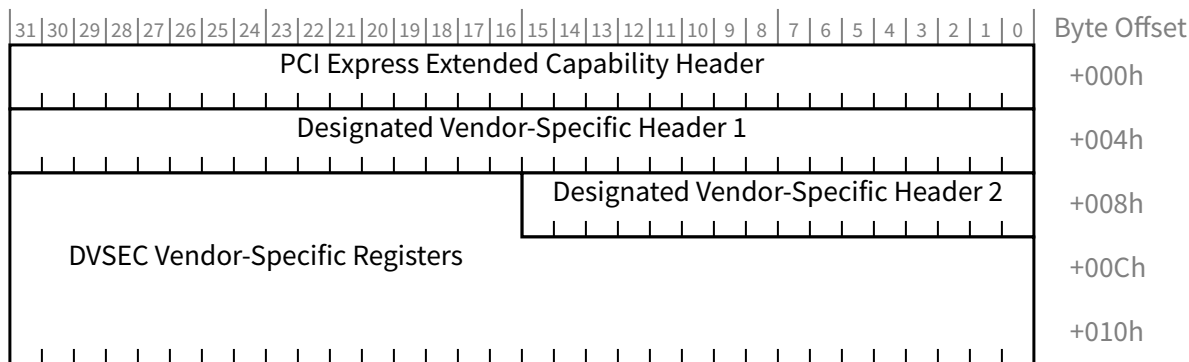 31 30 29 28 27 26 25 24 23 22 21 20 19 18 17 16 15 14 13 12 11 10 9 8 7 6 5 4 3 2 1 0 Byte Offset
PCI Express Extended Capability Header +000h
Designated Vendor-Specific Header 1 +004h
Designated Vendor-Specific Header 2 +008h
DVSEC Vendor-Specific Registers +00Ch
+010h